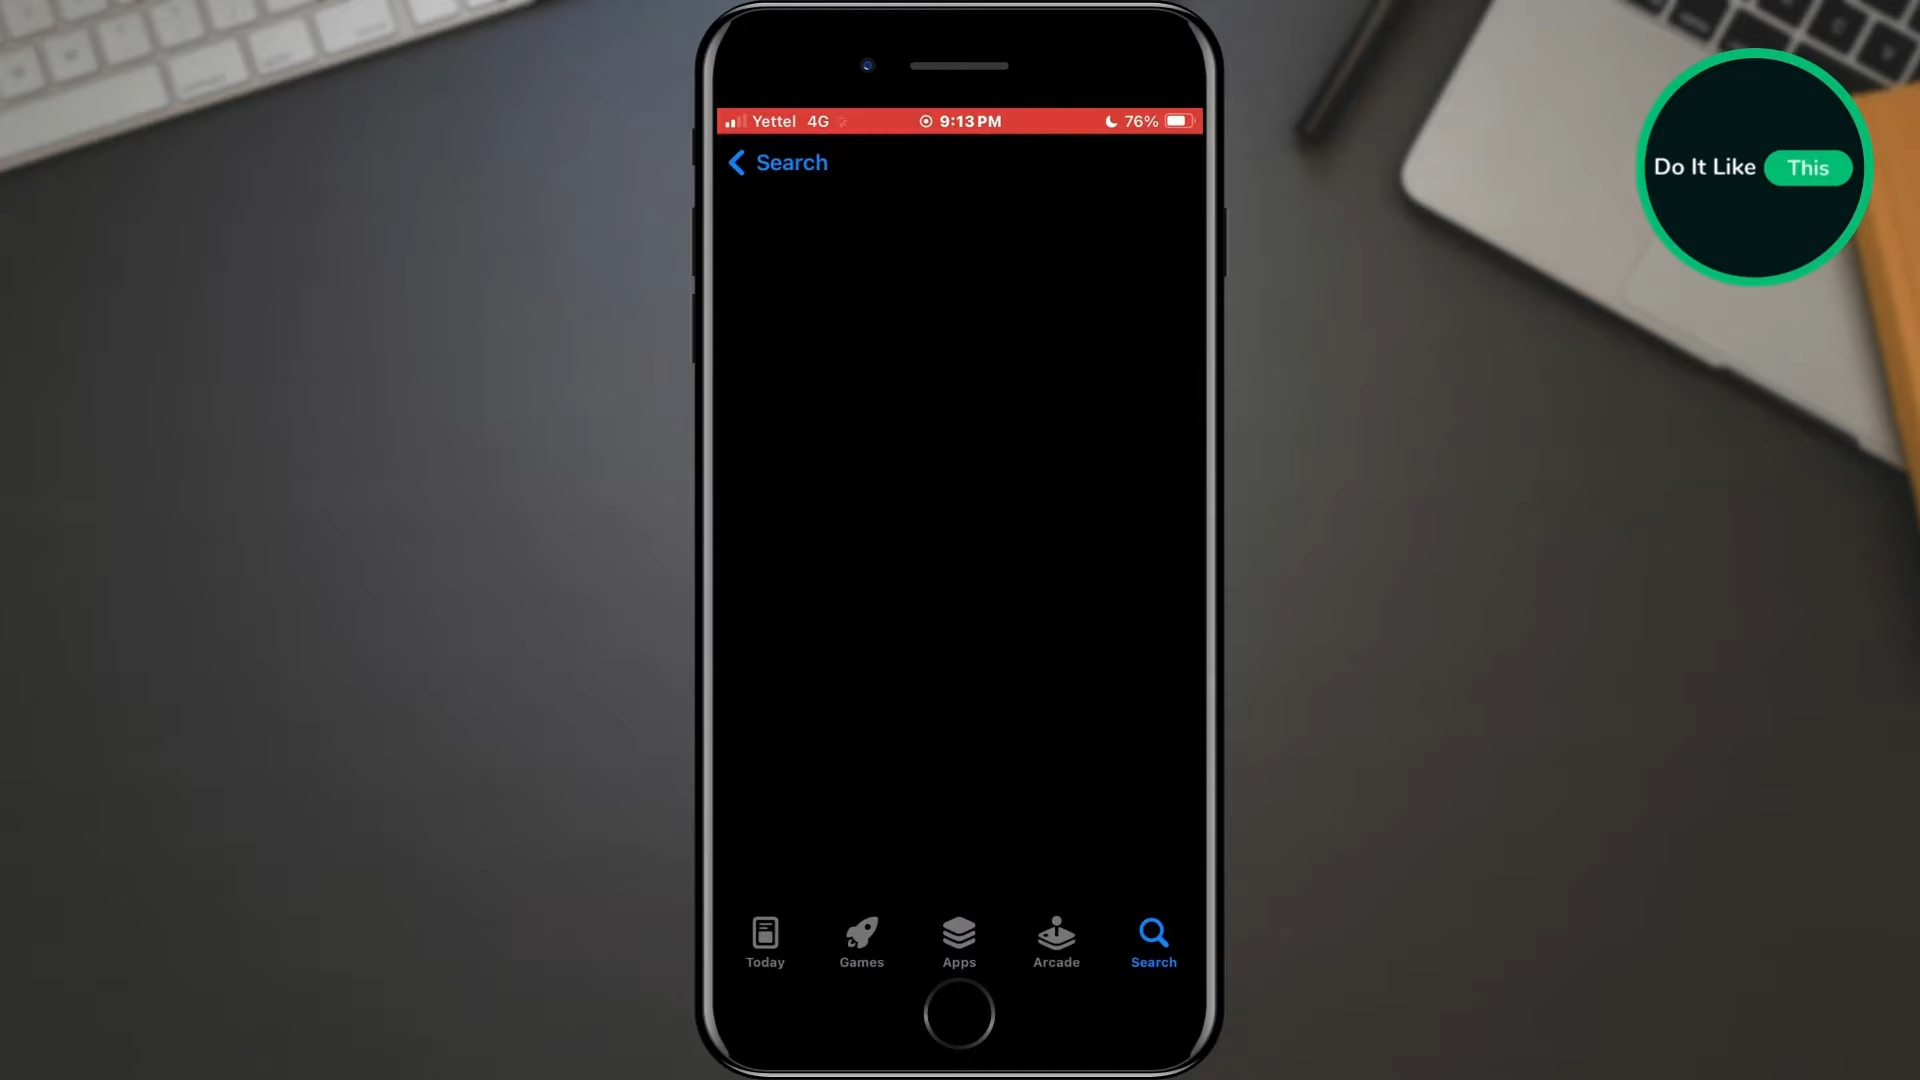 Yettel 4G 9:13 PM 76%
Search
Do It Like This
Today Games Apps Arcade Search